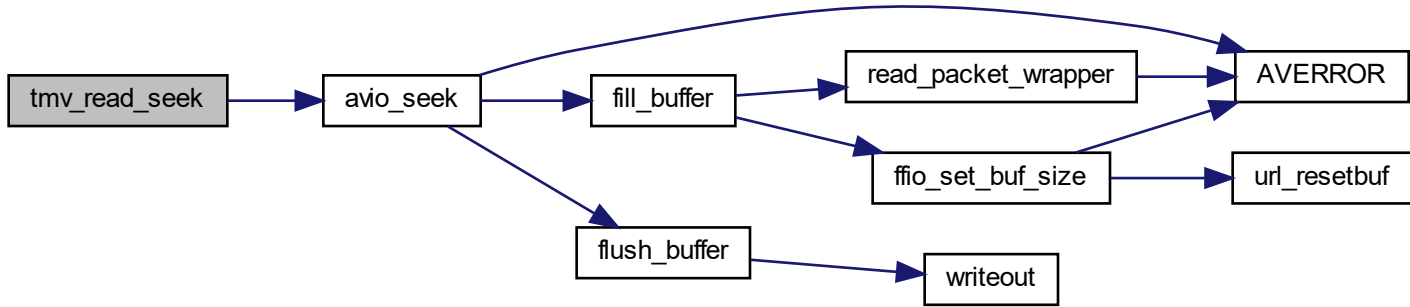 tmv_read_seek
avio_seek
fill_buffer
read_packet_wrapper
AVERROR
ffio_set_buf_size
url_resetbuf
flush_buffer
writeout